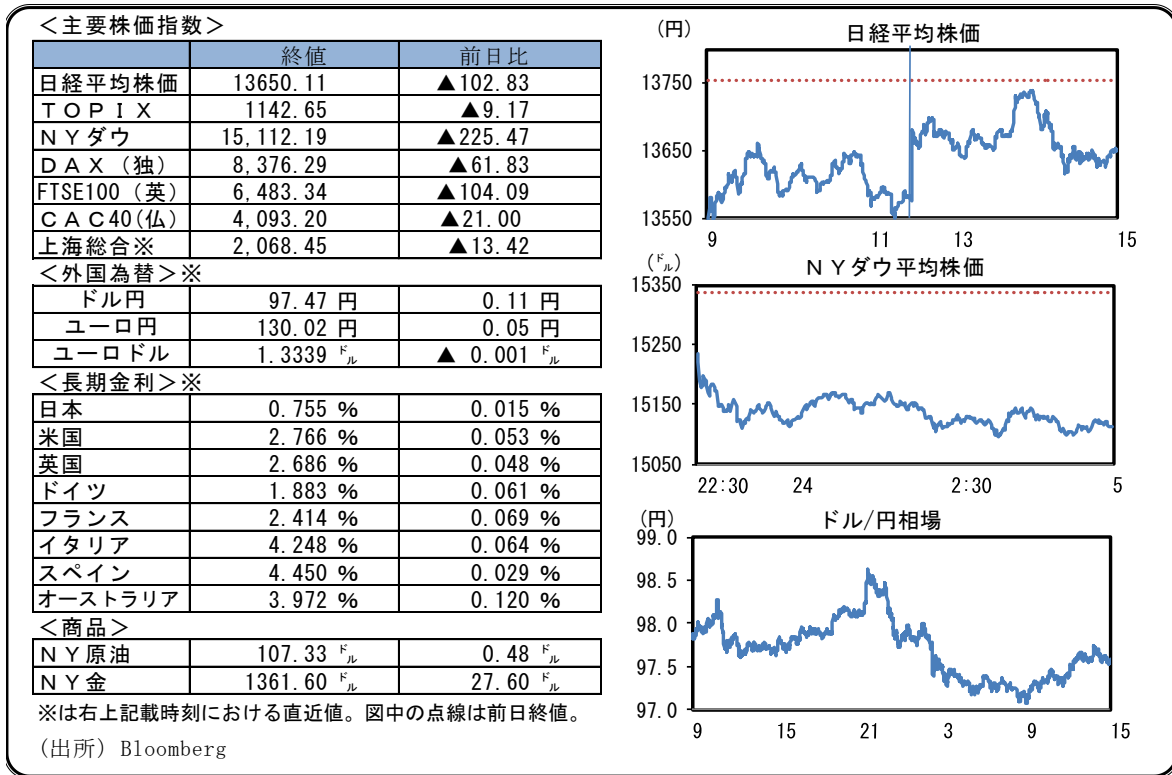 ＜主要株価指数＞
終値 前日比
日経平均株価 13650.11 ▲102.83
ＴＯＰＩＸ 1142.65 ▲9.17
ＮＹダウ 15,112.19 ▲225.47
ＤＡＸ（独） 8,376.29 ▲61.83
FTSE100（英） 6,483.34 ▲104.09
ＣＡＣ40(仏) 4,093.20 ▲21.00
上海総合※ 2,068.45 ▲13.42
＜外国為替＞※
ドル円 97.47 円 0.11 円
ユーロ円 130.02 円 0.05 円
ユーロドル 1.3339 ㌦ ▲ 0.001 ㌦
＜長期金利＞※
日本 0.755 % 0.015 %
米国 2.766 % 0.053 %
英国 2.686 % 0.048 %
ドイツ 1.883 % 0.061 %
フランス 2.414 % 0.069 %
イタリア 4.248 % 0.064 %
スペイン 4.450 % 0.029 %
オーストラリア 3.972 % 0.120 %
＜商品＞
ＮＹ原油 107.33 ㌦ 0.48 ㌦
ＮＹ金 1361.60 ㌦ 27.60 ㌦
※は右上記載時刻における直近値。図中の点線は前日終値。
(出所) Bloomberg
(円) 日経平均株価
13750
13650
13550
9 11 13 15
(㌦) ＮＹダウ平均株価
15350
15250
15150
15050
22:30 24 2:30 5
(円) ドル/円相場
99.0
98.5
98.0
97.5
97.0
9 15 21 3 9 15